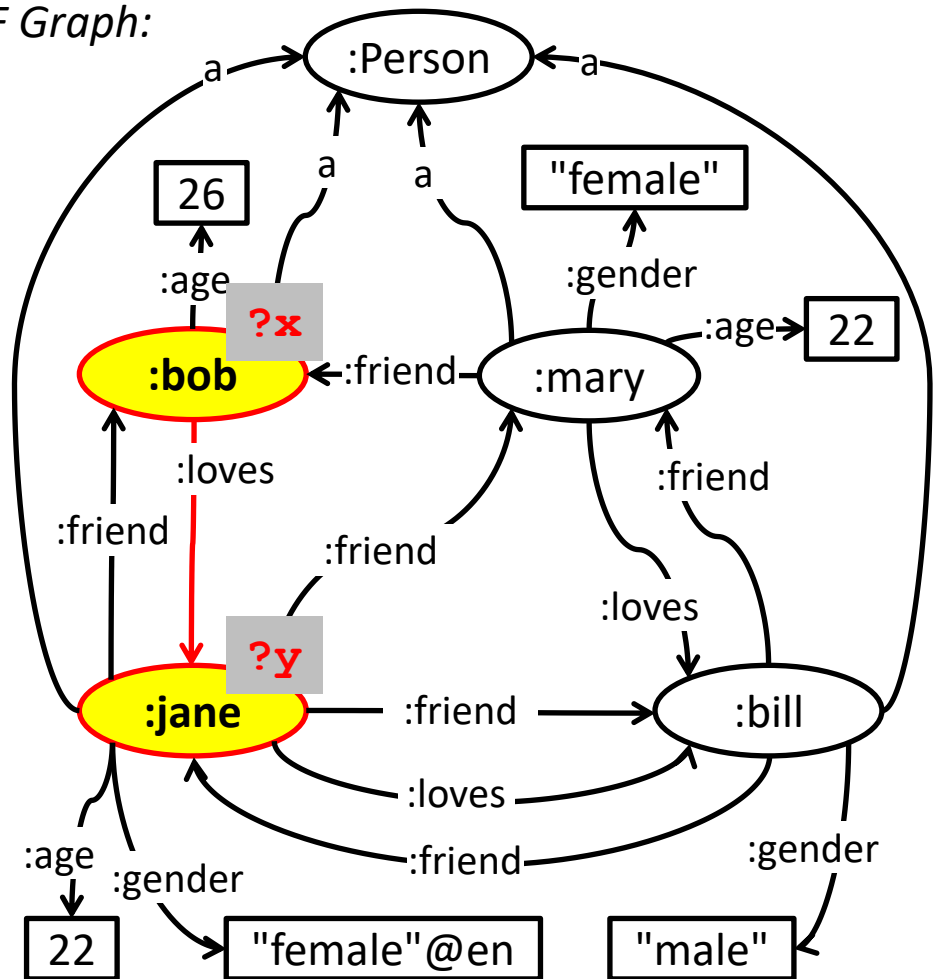 F Graph:
:Person
a
a
a
a
"female"
26
:gender
:age
?x
:age
22
:bob
:friend
:mary
:loves
:friend
:friend
:friend
:loves
?y
:jane
:friend
:bill
:loves
:age
:friend
:gender
:gender
22
"female"@en
"male"